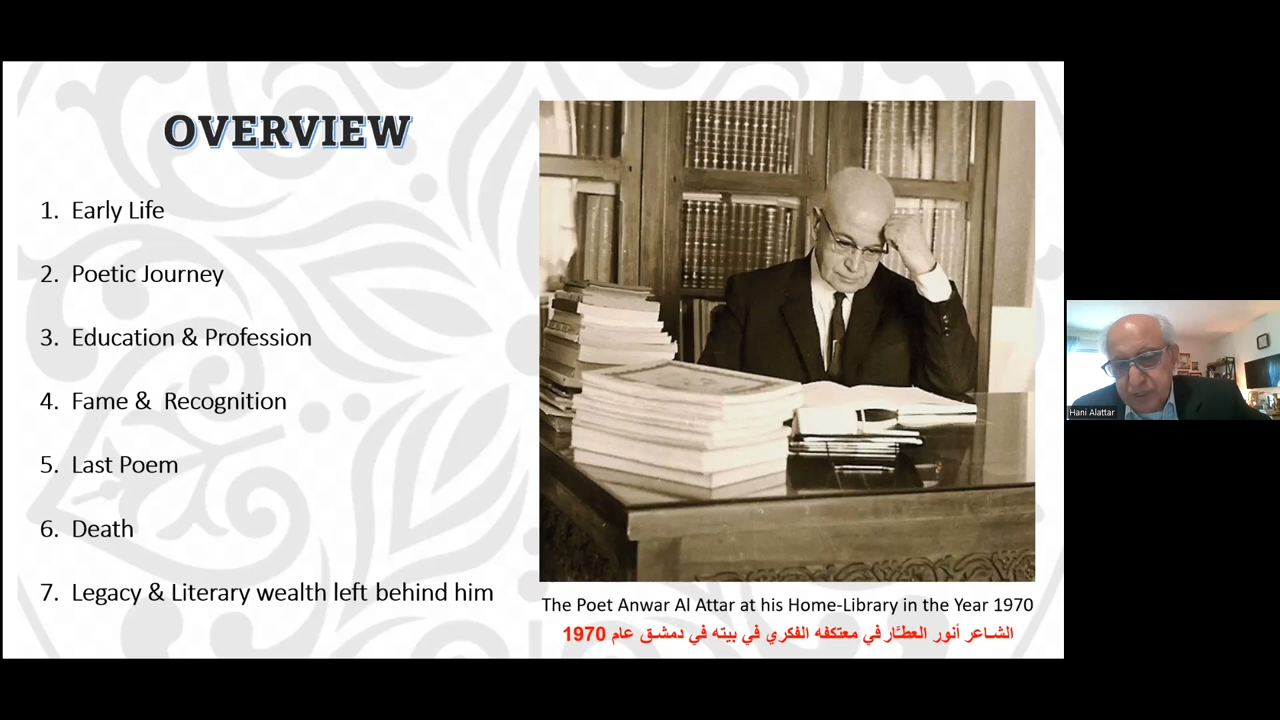 OVERVIEW
1. Early Life
2. Poetic Journey
3. Education & Profession
4. Fame & Recognition
5. Last Poem
6. Death
7. Legacy & Literary wealth left behind him
The Poet Anwar Al Attar at his Home-Library in the Year 1970
الشاعر أنور العطَّار في معتكفه الفكري في بيته في دمشق عام 1970
Hani Alattar